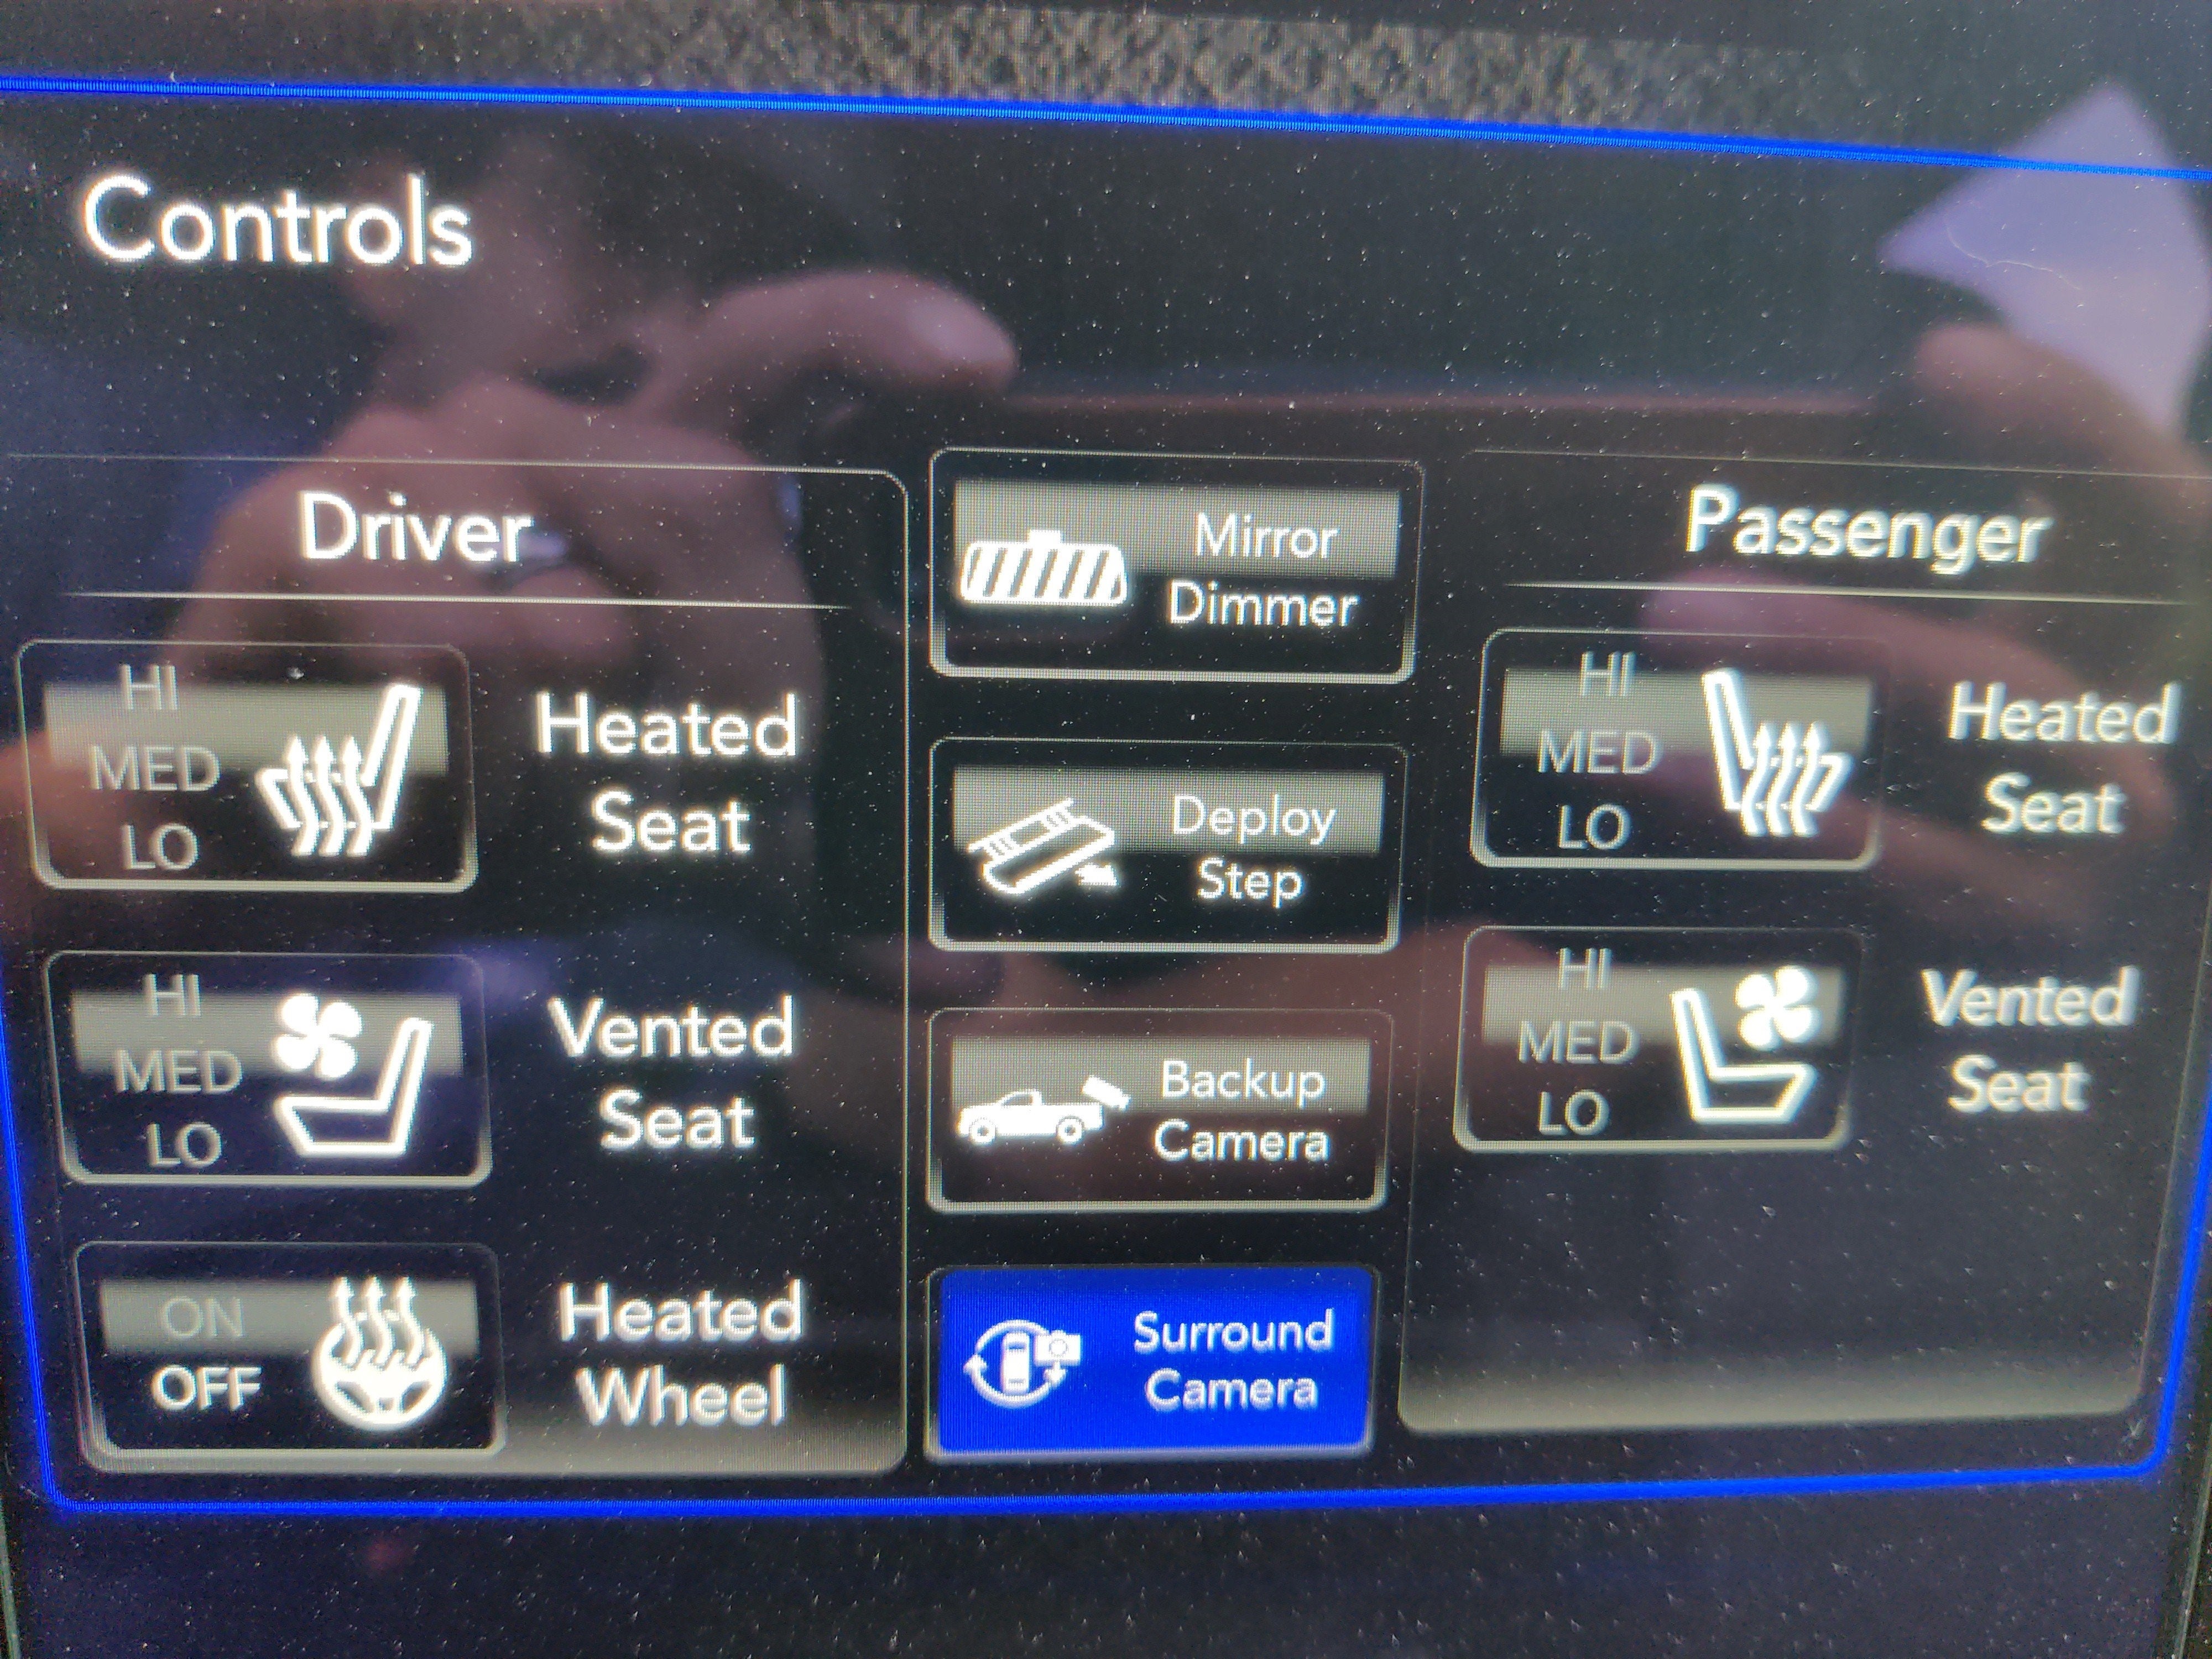 Controls
Driver
HI
MED
LO
Heated
Seat
HI
MED
LO
Vented
Seat
ON
OFF
Heated
Wheel
Mirror
Dimmer
Deploy
Step
Backup
Camera
Surround
Camera
Passenger
HI
MED
LO
Heated
Seat
HI
MED
LO
Vented
Seat